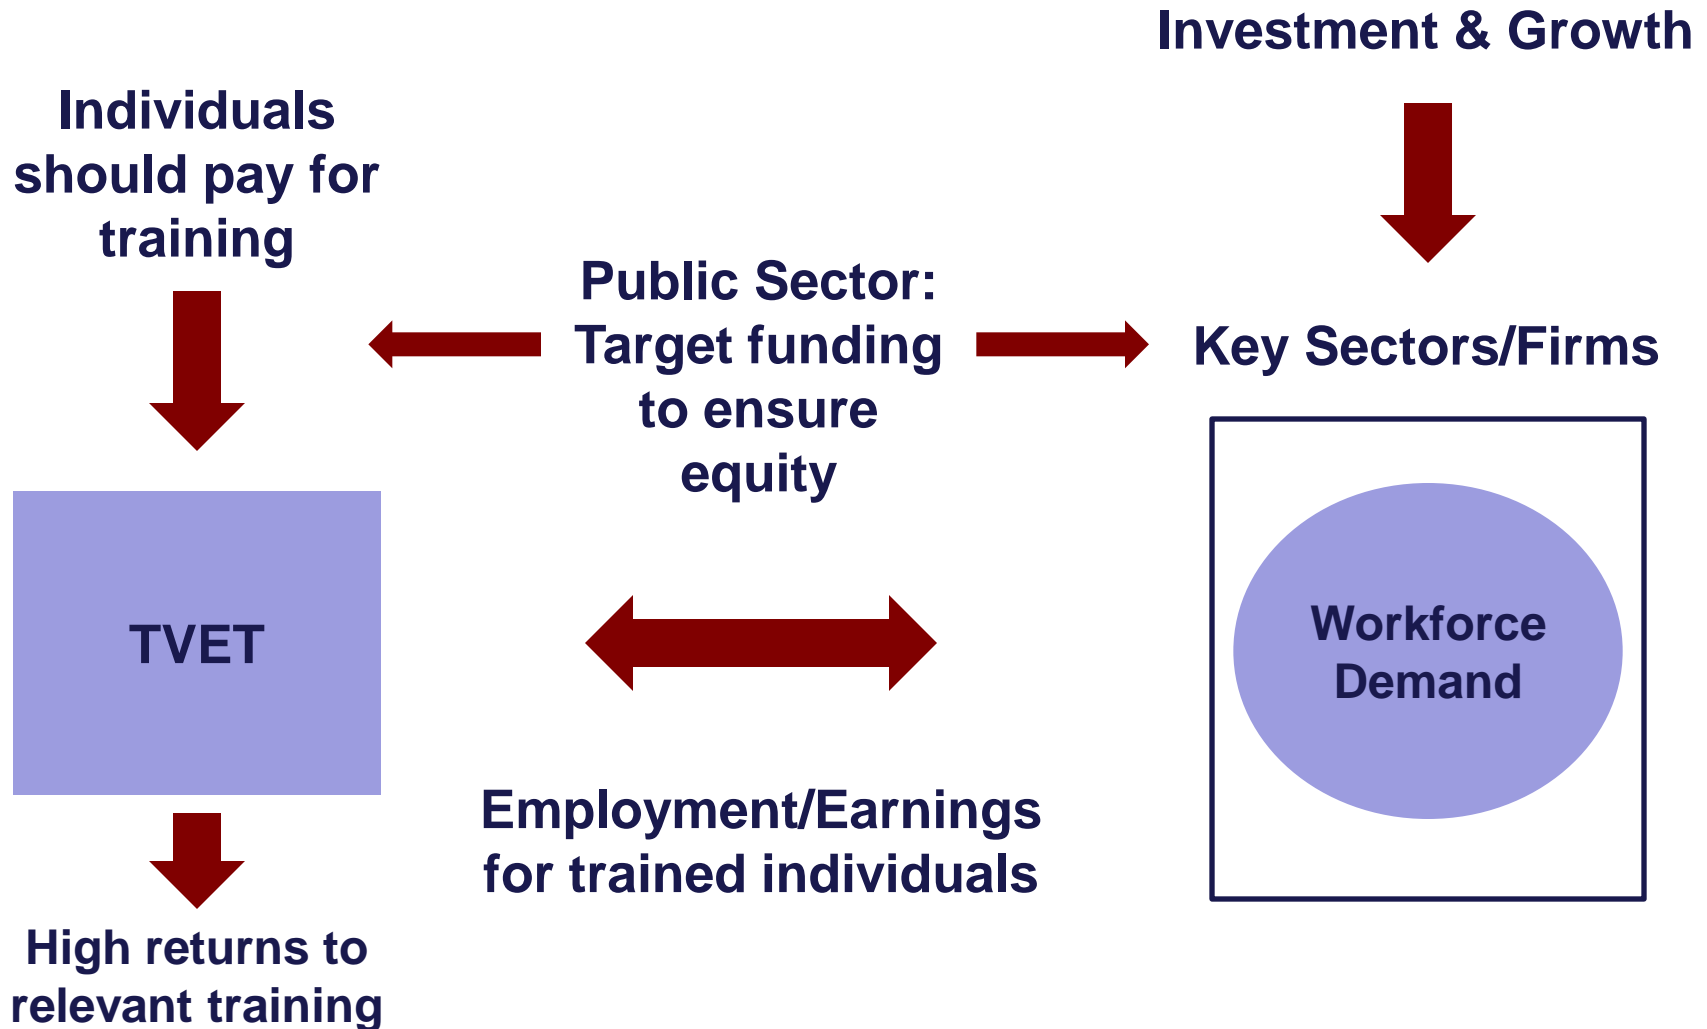 Investment & Growth
Individuals
should pay for
training
Public Sector:
Target funding
to ensure
equity
Key Sectors/Firms
TVET
Workforce
Demand
Employment/Earnings
for trained individuals
High returns to
relevant training